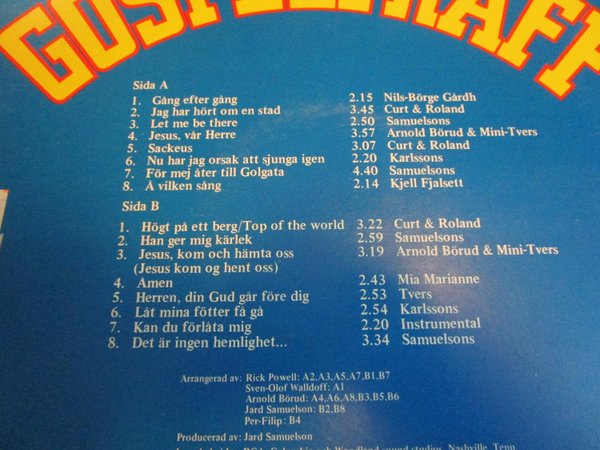 GOSPELTRÄFF
Sida A
1. Gång efter gång 2.15 Nils-Börge Gårdh
2. Jag har hört om en stad 3.45 Curt & Roland
3. Let me be there 2.50 Samuelsons
4. Jesus, vår Herre 3.57 Arnold Börud & Mini-Tvers
5. Sackeus 3.07 Curt & Roland
6. Nu har jag orsak att sjunga igen 2.20 Karlssons
7. För mej åter till Golgata 4.40 Samuelsons
8. Å vilken sång 2.14 Kjell Fjalsett
Sida B
1. Högt på ett berg/Top of the world 3.22 Curt & Roland
2. Han ger mig kärlek 2.59 Samuelsons
3. Jesus, kom och hämta oss 3.19 Arnold Börud & Mini-Tvers
(Jesus kom og hent oss)
4. Amen 2.43 Mia Marianne
5. Herren, din Gud går före dig 2.53 Tvers
6. Låt mina fötter få gå 2.54 Karlssons
7. Kan du förlåta mig 2.20 Instrumental
8. Det är ingen hemlighet... 3.34 Samuelsons
Arrangerad av: Rick Powell: A2,A3,A5,A7,B1,B7
Sven-Olof Walldoff: A1
Arnold Börud: A4,A6,A8,B3,B5,B6
Jard Samuelson: B2,B8
Per-Filip: B4
Producerad av: Jard Samuelson
RCA, Columbia och Woodland sound studios, Nashville, Tenn